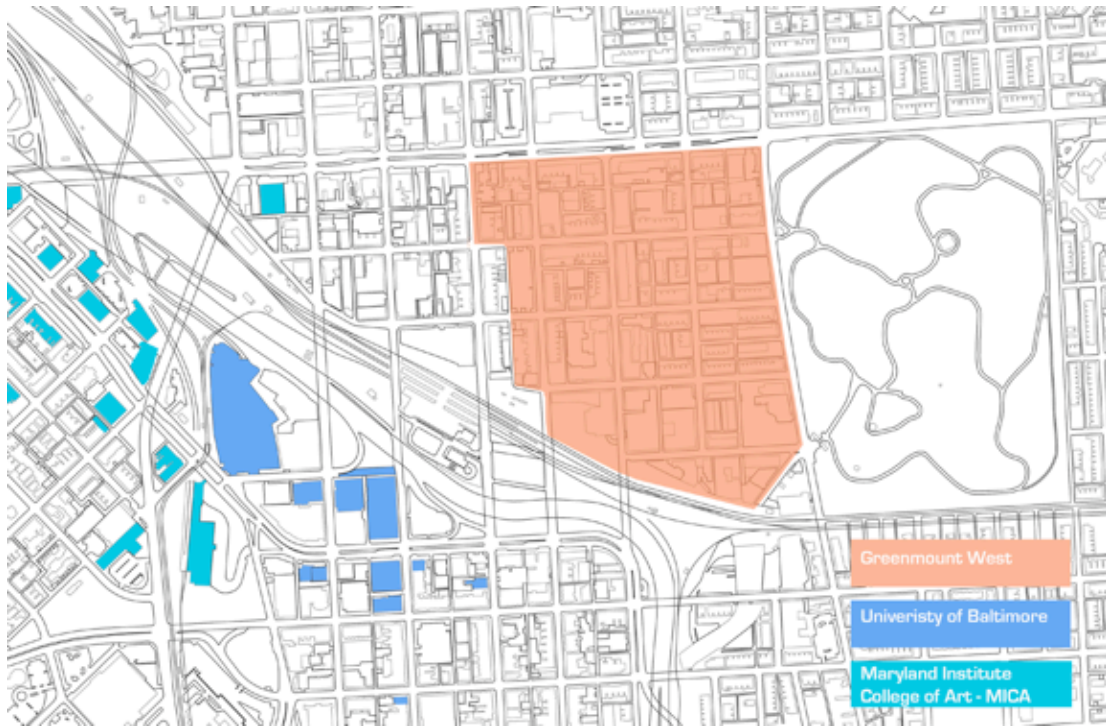 Greenmount West
Univeristy of Baltimore
Maryland Institute
College of Art - MICA